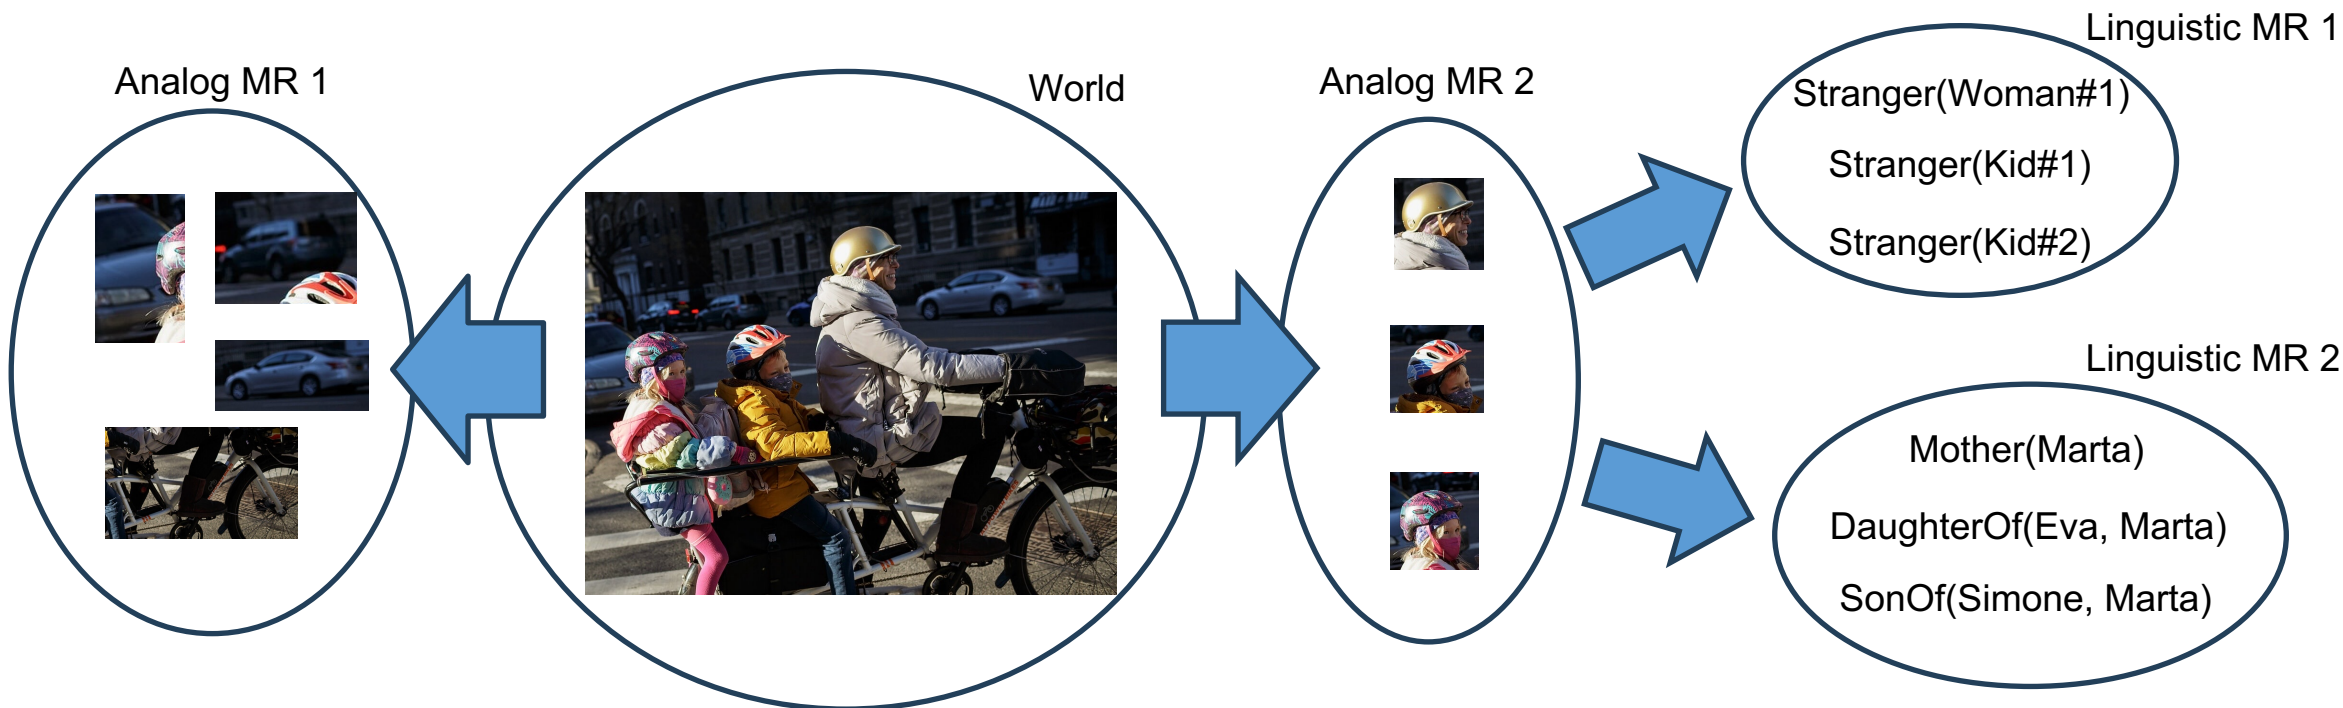 Analog MR 1
World
Analog MR 2
Linguistic MR 1
Stranger(Woman#1)
Stranger(Kid#1)
Stranger(Kid#2)
Linguistic MR 2
Mother(Marta)
DaughterOf(Eva, Marta)
SonOf(Simone, Marta)